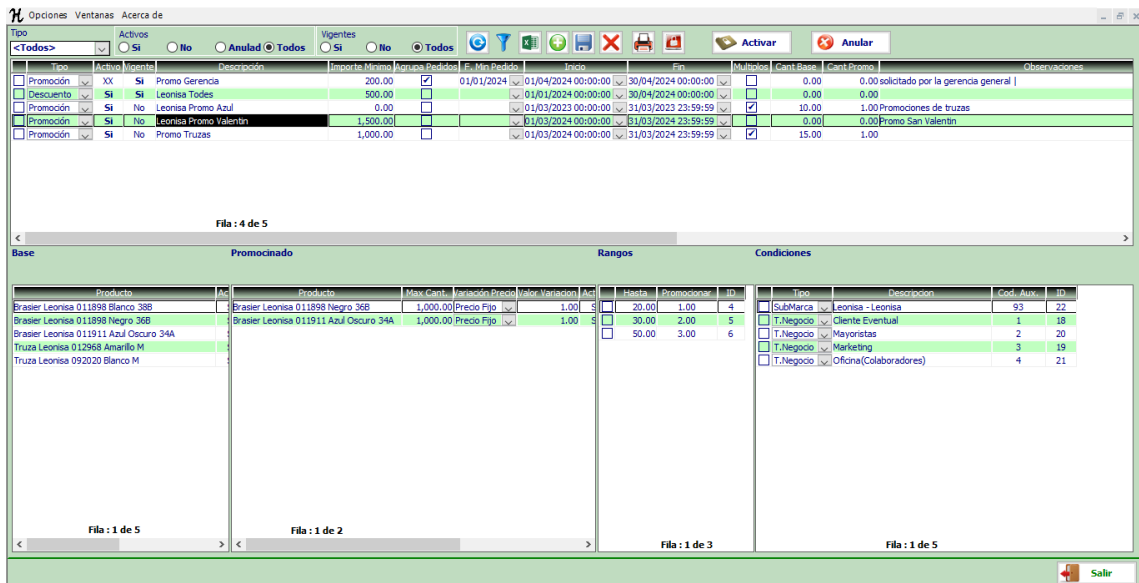 H Opciones Ventanas Acerca de
Tipo Activos Vigentes
<Todos> Si No Anulad Todos Si No Todos Activar Anular
Tipo Activo Vigente Descripción Importe Minimo Agrupa Pedidos F. Min Pedido Inicio Fin Multiplos Cant Base Cant Promo Observaciones
Promoción XX Si Promo Gerencia 200.00 01/01/2024 01/04/2024 00:00:00 30/04/2024 00:00:00 0.00 0.00 solicitado por la gerencia general |
Descuento Si Si Leonisa Todes 500.00 01/01/2024 00:00:00 30/04/2024 00:00:00 0.00 0.00
Promoción Si No Leonisa Promo Azul 0.00 01/03/2023 00:00:00 31/03/2023 23:59:59 10.00 1.00 Promociones de truzas
Promoción Si No Leonisa Promo Valentin 1,500.00 01/03/2024 00:00:00 31/03/2024 23:59:59 0.00 0.00 Promo San Valentin
Promoción Si No Promo Truzas 1,000.00 01/03/2024 00:00:00 31/03/2024 23:59:59 15.00 1.00
Fila : 4 de 5
Base Promocinado Rangos Condiciones
Producto Ac Producto Max Cant. Variación Precio Valor Variacion Act Hasta Promocionar ID Tipo Descripcion Cod. Aux. ID
Brasier Leonisa 011898 Blanco 38B Brasier Leonisa 011898 Negro 36B 1,000.00 Precio Fijo 1.00 S 20.00 1.00 4 SubMarca Leonisa - Leonisa 93 22
Brasier Leonisa 011898 Negro 36B Brasier Leonisa 011911 Azul Oscuro 34A 1,000.00 Precio Fijo 1.00 S 30.00 2.00 5 T.Negocio Cliente Eventual 1 18
Brasier Leonisa 011911 Azul Oscuro 34A 50.00 3.00 6 T.Negocio Mayoristas 2 20
Truza Leonisa 012968 Amarillo M T.Negocio Marketing 3 19
Truza Leonisa 092020 Blanco M T.Negocio Oficina(Colaboradores) 4 21
Fila : 1 de 5 Fila : 1 de 2 Fila : 1 de 3 Fila : 1 de 5
Salir